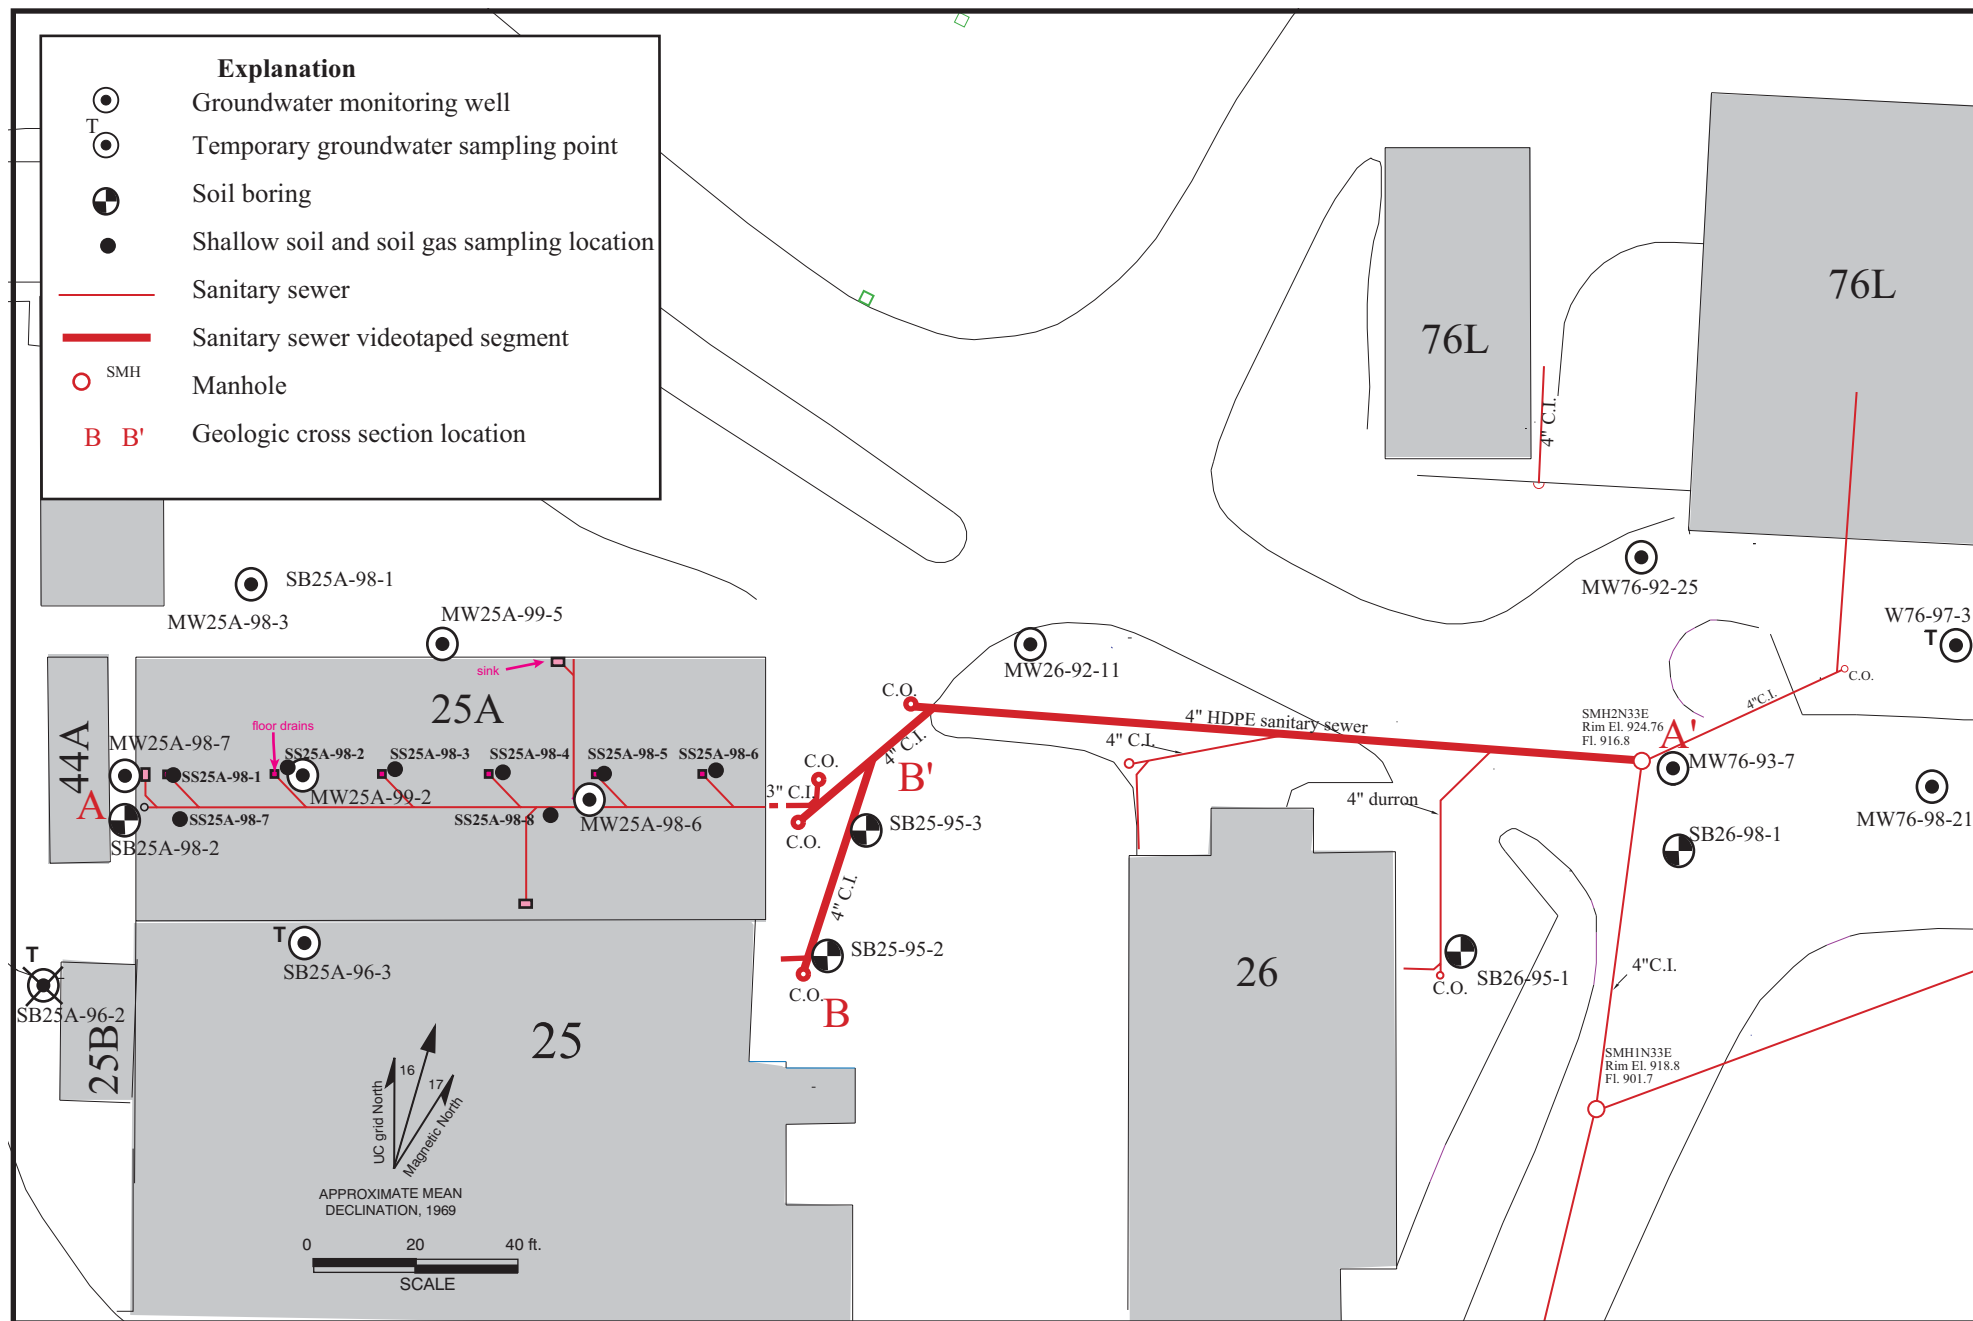 Explanation
Groundwater monitoring well
T
Temporary groundwater sampling point
Soil boring
Shallow soil and soil gas sampling location
Sanitary sewer
Sanitary sewer videotaped segment
SMH
Manhole
B B'
Geologic cross section location
76L
76L
4" C.I.
MW76-92-25
W76-97-3
T
SB25A-98-1
MW25A-98-3
MW25A-99-5
sink
25A
MW26-92-11
C.O.
4" HDPE sanitary sewer
4" C.I.
4" C.I.
SMH2N33E
Rim El. 924.76
Fl. 916.8
A'
4"C.I.
C.O.
MW76-93-7
MW76-98-21
44A
MW25A-98-7
floor drains
SS25A-98-1
SS25A-98-2
SS25A-98-3
SS25A-98-4
SS25A-98-5
SS25A-98-6
MW25A-99-2
A
SS25A-98-7
SS25A-98-8
MW25A-98-6
SB25A-98-2
3" C.I.
C.O.
C.O.
B'
SB25-95-3
4" durron
SB26-98-1
4" C.I.
SB25-95-2
C.O.
B
T
SB25A-96-3
T
SB25A-96-2
25B
25
26
C.O.
SB26-95-1
4"C.I.
SMH1N33E
Rim El. 918.8
Fl. 901.7
UC grid North
16
17
Magnetic North
APPROXIMATE MEAN
DECLINATION, 1969
0 20 40 ft.
SCALE